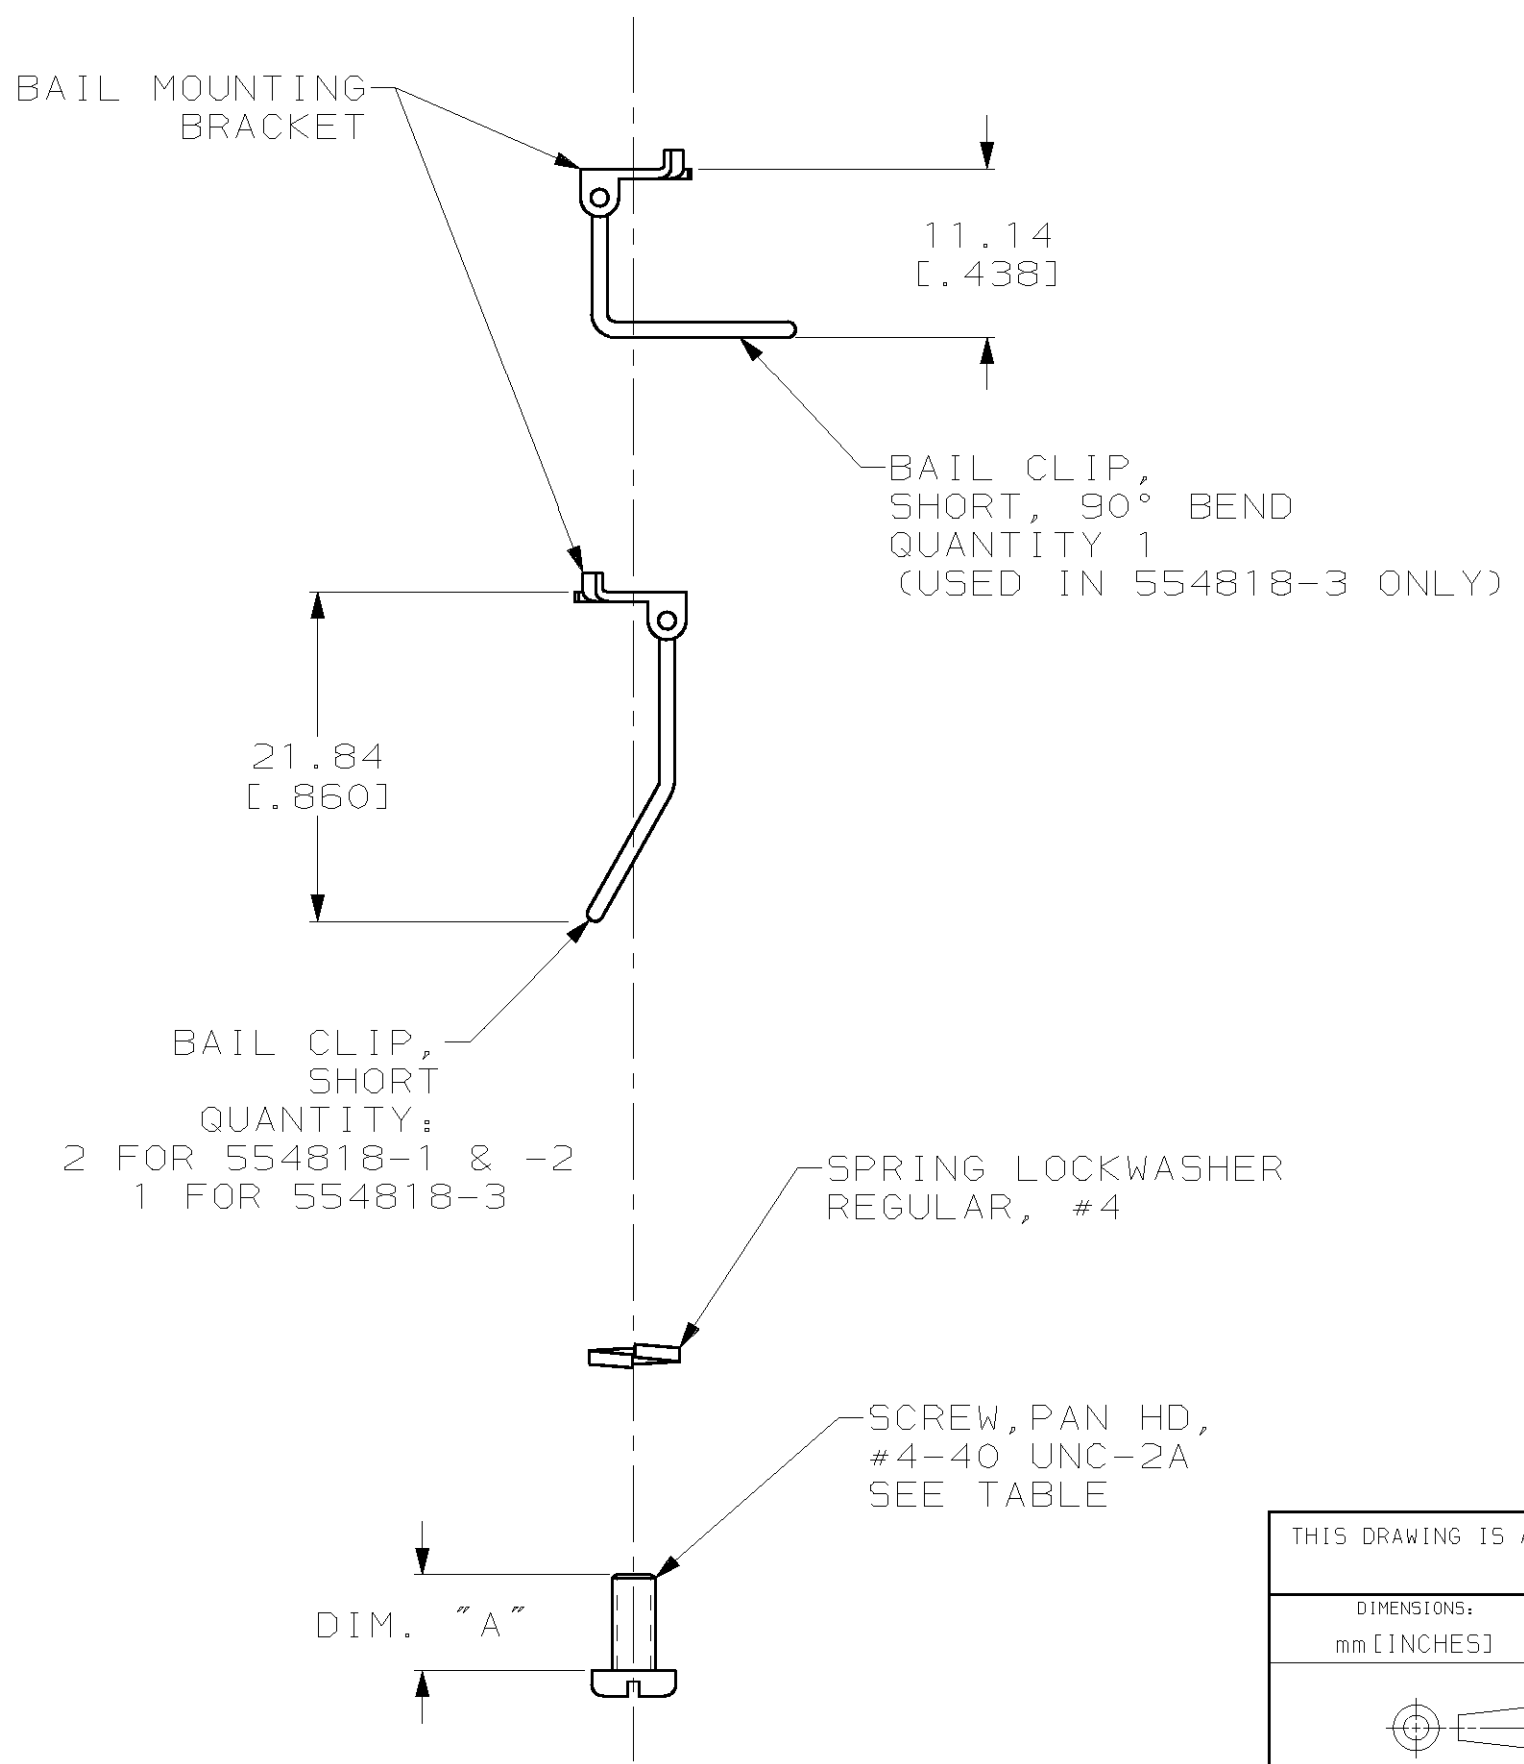 BAIL MOUNTING
BRACKET
11.14
[.438]
BAIL CLIP,
SHORT, 90° BEND
QUANTITY 1
(USED IN 554818-3 ONLY)
21.84
[.860]
BAIL CLIP,
SHORT
QUANTITY:
2 FOR 554818-1 & -2
1 FOR 554818-3
SPRING LOCKWASHER
REGULAR, #4
SCREW,PAN HD,
#4-40 UNC-2A
SEE TABLE
DIM. "A"
THIS DRAWING IS
DIMENSIONS:
mm[INCHES]